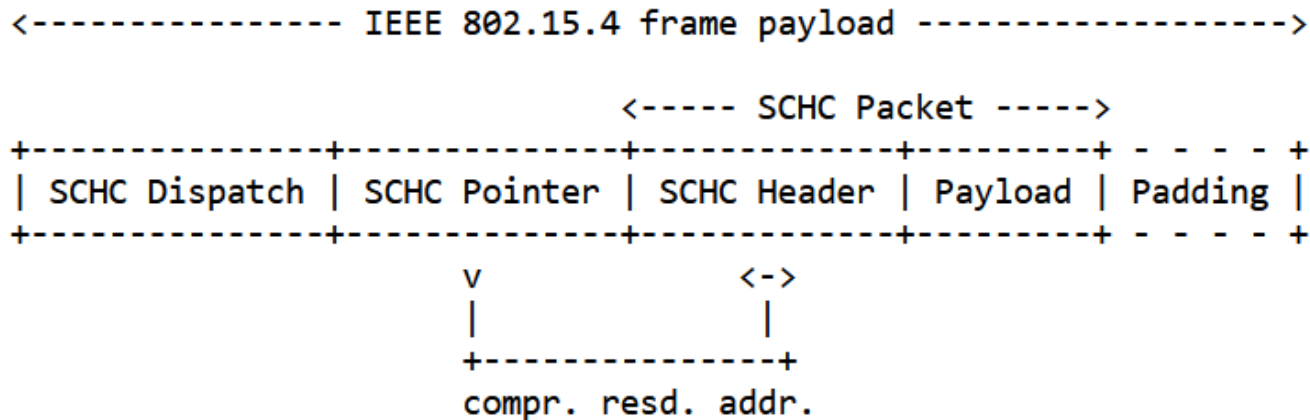 <---------------- IEEE 802.15.4 frame payload ------------------->
<----- SCHC Packet ----->
+---------------+--------------+-------------+---------+ - - - - +
| SCHC Dispatch | SCHC Pointer | SCHC Header | Payload | Padding |
+---------------+--------------+-------------+---------+ - - - - +
v <->
| |
+---------------+
compr. resd. addr.